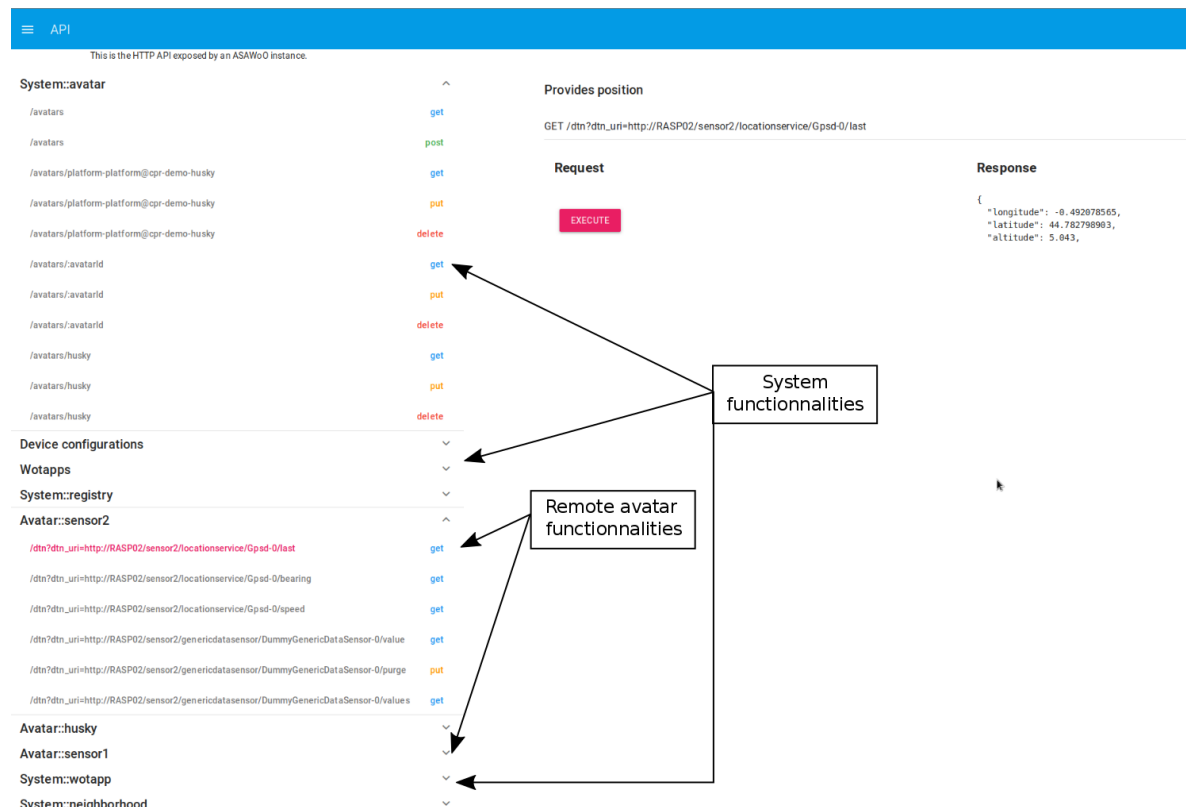 API
This is the HTTP API exposed by an ASAWoO instance.
System::avatar
/avatars get
/avatars post
/avatars/platform-platform@cpr-demo-husky get
/avatars/platform-platform@cpr-demo-husky put
/avatars/platform-platform@cpr-demo-husky delete
/avatars/:avatarId get
/avatars/:avatarId put
/avatars/:avatarId delete
/avatars/husky get
/avatars/husky put
/avatars/husky delete
Device configurations
Wotapps
System::registry
Avatar::sensor2
/dtn?dtn_uri=http://RASP02/sensor2/locationservice/Gpsd-0/last get
/dtn?dtn_uri=http://RASP02/sensor2/locationservice/Gpsd-0/bearing get
/dtn?dtn_uri=http://RASP02/sensor2/locationservice/Gpsd-0/speed get
/dtn?dtn_uri=http://RASP02/sensor2/genericdatasensor/DummyGenericDataSensor-0/value get
/dtn?dtn_uri=http://RASP02/sensor2/genericdatasensor/DummyGenericDataSensor-0/purge put
/dtn?dtn_uri=http://RASP02/sensor2/genericdatasensor/DummyGenericDataSensor-0/values get
Avatar::husky
Avatar::sensor1
System::wotapp
System::neighborhood
Provides position
GET /dtn?dtn_uri=http://RASP02/sensor2/locationservice/Gpsd-0/last
Request
EXECUTE
Response
{
"longitude": -0.492078565,
"latitude": 44.782798903,
"altitude": 5.043,
System
functionnalities
Remote avatar
functionnalities